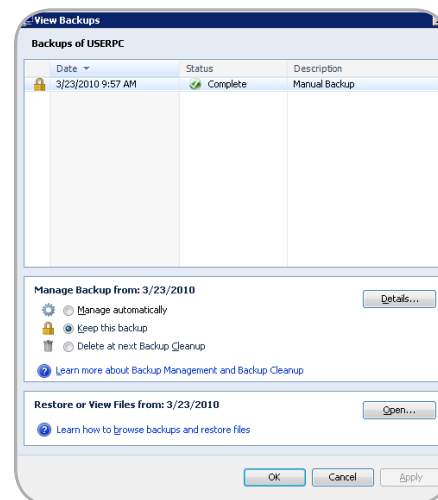 View Backups
Backups of USERPC
Date Status Description
3/23/2010 9:57 AM Complete Manual Backup
Manage Backup from: 3/23/2010
Details...
Manage automatically
Keep this backup
Delete at next Backup Cleanup
Learn more about Backup Management and Backup Cleanup
Restore or View Files from: 3/23/2010
Open...
Learn how to browse backups and restore files
OK Cancel Apply